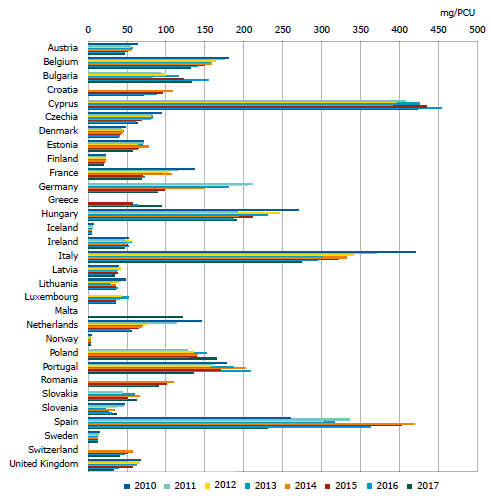 mg/PCU
0 50 100 150 200 250 300 350 400 450 500
Austria
Belgium
Bulgaria
Croatia
Cyprus
Czechia
Denmark
Estonia
Finland
France
Germany
Greece
Hungary
Iceland
Ireland
Italy
Latvia
Lithuania
Luxembourg
Malta
Netherlands
Norway
Poland
Portugal
Romania
Slovakia
Slovenia
Spain
Sweden
Switzerland
United Kingdom
2010 2011 2012 2013 2014 2015 2016 2017